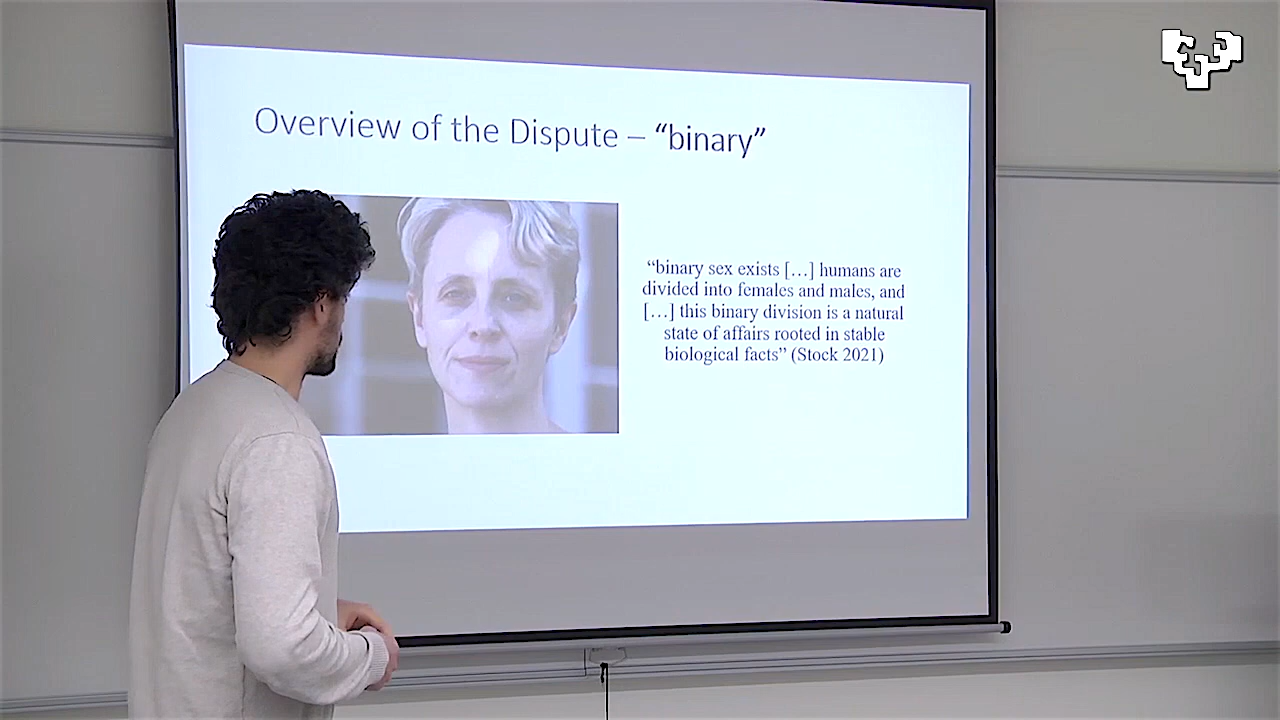 Overview of the Dispute – “binary”
“binary sex exists […] humans are
divided into females and males, and
[…] this binary division is a natural
state of affairs rooted in stable
biological facts” (Stock 2021)